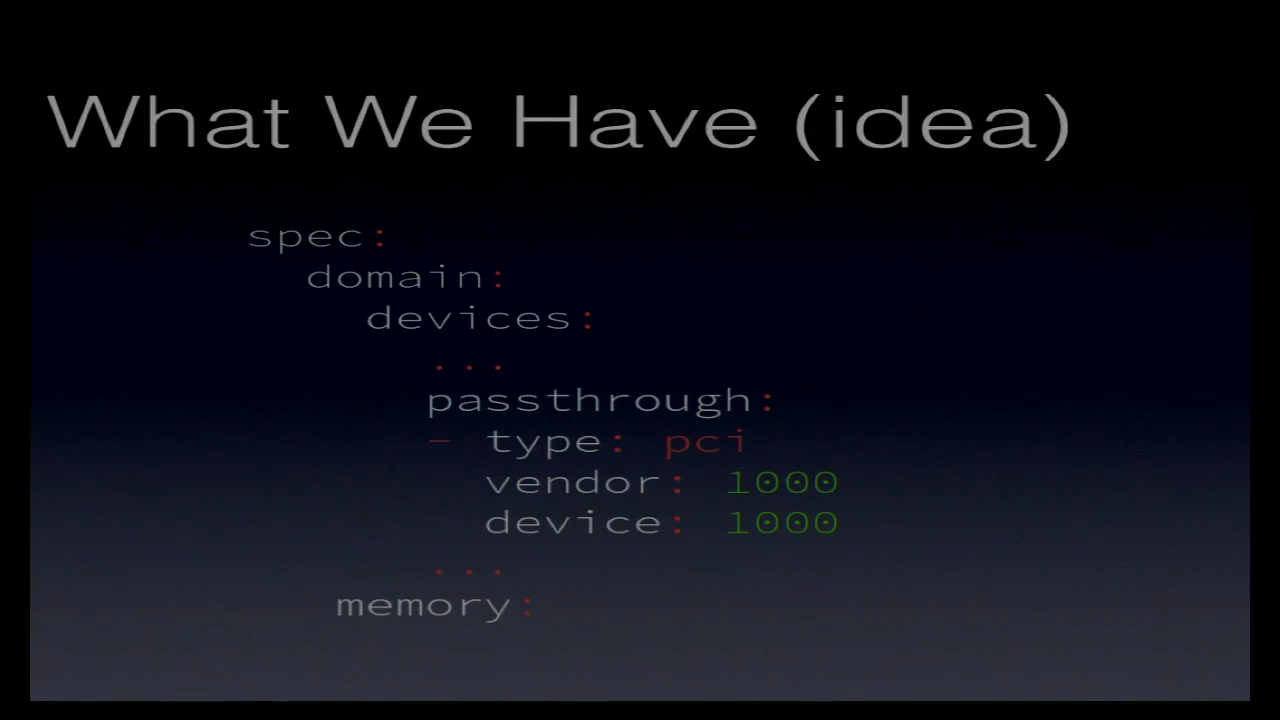 What We Have (idea)
spec:
domain:
devices:
...
passthrough:
- type: pci
vendor: 1000
device: 1000
...
memory: